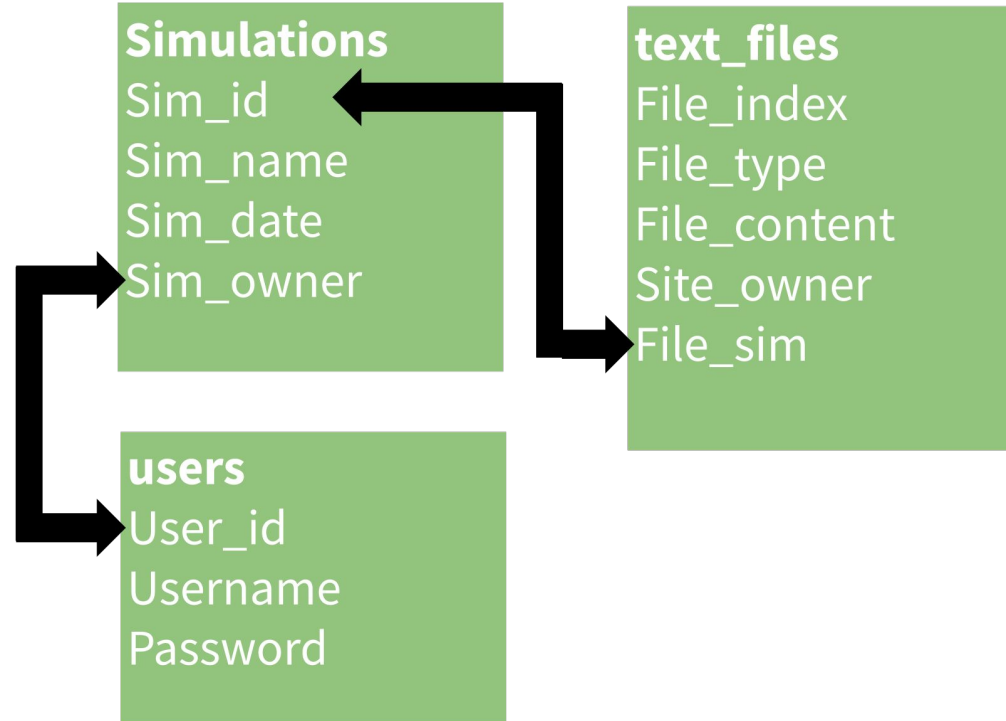 Simulations
Sim_id
Sim_name
Sim_date
Sim_owner
text_files
File_index
File_type
File_content
Site_owner
File_sim
users
User_id
Username
Password